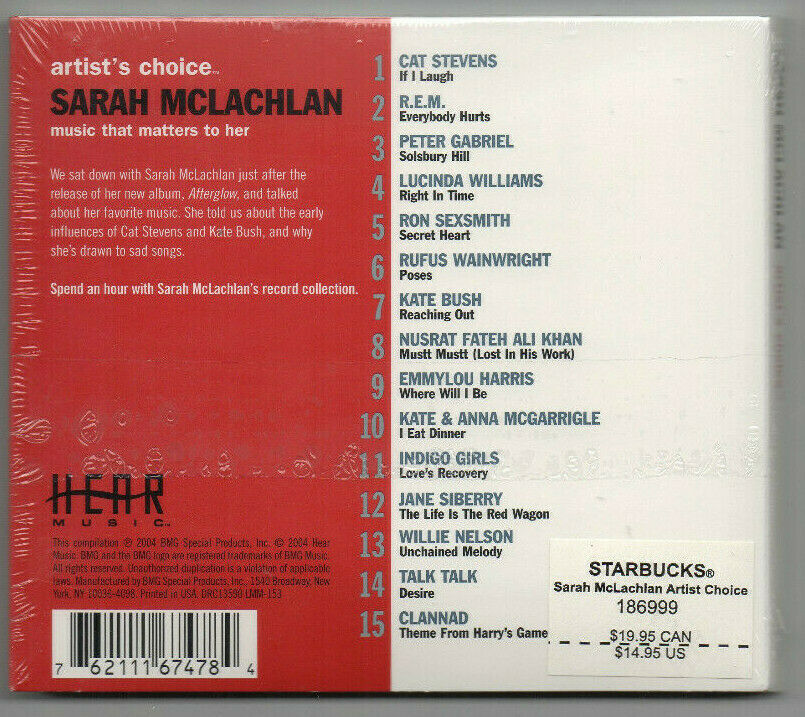 artist's choice™
SARAH MCLACHLAN
music that matters to her
We sat down with Sarah McLachlan just after the
release of her new album, Afterglow, and talked
about her favorite music. She told us about the early
influences of Cat Stevens and Kate Bush, and why
she's drawn to sad songs.
Spend an hour with Sarah McLachlan's record collection.
HEAR
MUSIC™
This compilation ℗ 2004 BMG Special Products, Inc. © 2004 Hear
Music. BMG and the BMG logo are registered trademarks of BMG Music.
All rights reserved. Unauthorized duplication is a violation of applicable
laws. Manufactured by BMG Special Products, Inc., 1540 Broadway, New
York, NY 10036-4098. Printed in USA. DRC13590 LMM-153
7 62111 67478 4
1 CAT STEVENS
If I Laugh
2 R.E.M.
Everybody Hurts
3 PETER GABRIEL
Solsbury Hill
4 LUCINDA WILLIAMS
Right In Time
5 RON SEXSMITH
Secret Heart
6 RUFUS WAINWRIGHT
Poses
7 KATE BUSH
Reaching Out
8 NUSRAT FATEH ALI KHAN
Mustt Mustt (Lost In His Work)
9 EMMYLOU HARRIS
Where Will I Be
10 KATE & ANNA MCGARRIGLE
I Eat Dinner
11 INDIGO GIRLS
Love's Recovery
12 JANE SIBERRY
The Life Is The Red Wagon
13 WILLIE NELSON
Unchained Melody
14 TALK TALK
Desire
15 CLANNAD
Theme From Harry's Game
STARBUCKS®
Sarah McLachlan Artist Choice
186999
$19.95 CAN
$14.95 US